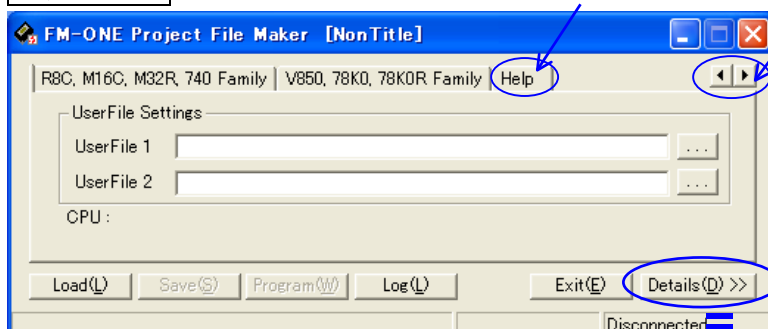 FM-ONE Project File Maker [NonTitle]
R8C, M16C, M32R, 740 Family V850, 78K0, 78K0R Family Help
UserFile Settings
UserFile 1 ...
UserFile 2 ...
CPU :
Load(L) Save(S) Program(W) Log(L) Exit(E) Details(D) >>
Disconnected